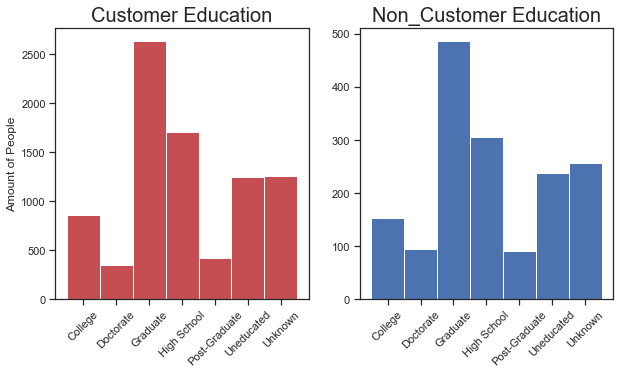 Customer Education
Non_Customer Education
Amount of People
2500
2000
1500
1000
500
0
College
Doctorate
Graduate
High School
Post-Graduate
Uneducated
Unknown
500
400
300
200
100
0
College
Doctorate
Graduate
High School
Post-Graduate
Uneducated
Unknown